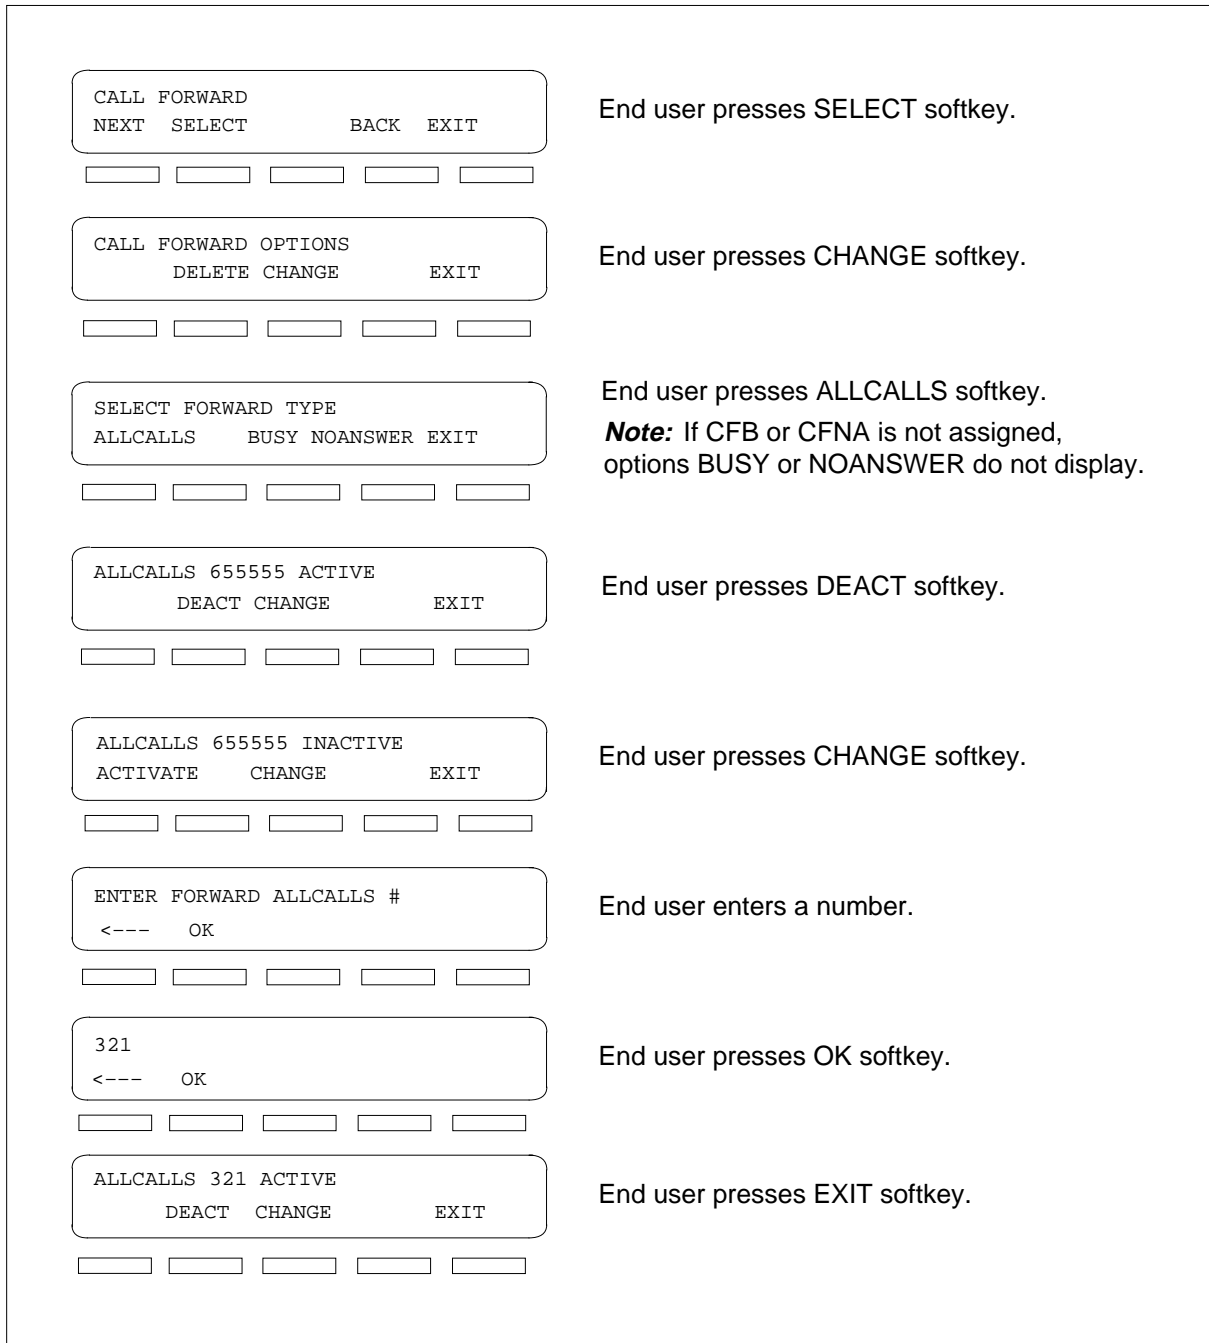 CALL FORWARD
NEXT SELECT BACK EXIT
End user presses SELECT softkey.
CALL FORWARD OPTIONS
DELETE CHANGE EXIT
End user presses CHANGE softkey.
SELECT FORWARD TYPE
ALLCALLS BUSY NOANSWER EXIT
End user presses ALLCALLS softkey.
Note: If CFB or CFNA is not assigned,
options BUSY or NOANSWER do not display.
ALLCALLS 655555 ACTIVE
DEACT CHANGE EXIT
End user presses DEACT softkey.
ALLCALLS 655555 INACTIVE
ACTIVATE CHANGE EXIT
End user presses CHANGE softkey.
ENTER FORWARD ALLCALLS #
<--- OK
End user enters a number.
321
<--- OK
End user presses OK softkey.
ALLCALLS 321 ACTIVE
DEACT CHANGE EXIT
End user presses EXIT softkey.